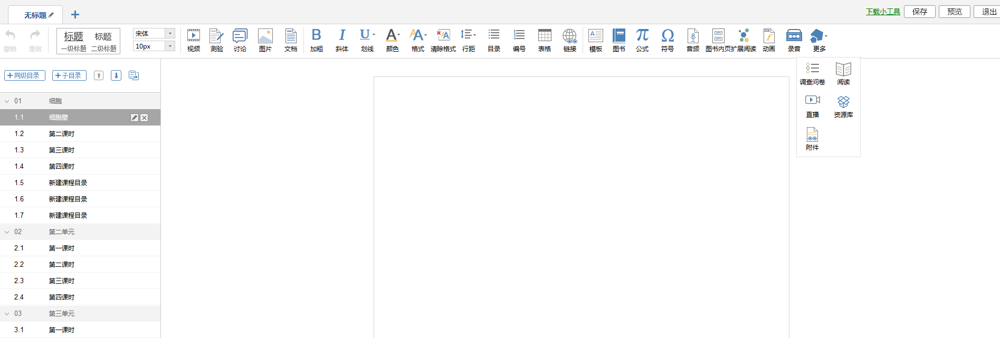 无标题
下载小工具 保存 预览 退出
标题 标题
一级标题 二级标题
宋体
10px
撤销 重做
B I U A AA AA
视频 测验 讨论 图片 文档 加粗 斜体 划线 颜色 格式 清除格式 行距 目录 编号 表格 链接 模板 图书 公式 符号 音频 图书内页 扩展阅读 动画 录音 更多
调查问卷 阅读
直播 资源库
附件
同级目录 子目录
01 细胞
1.1 细胞壁
1.2 第二课时
1.3 第三课时
1.4 第四课时
1.5 新建课程目录
1.6 新建课程目录
1.7 新建课程目录
02 第二单元
2.1 第一课时
2.2 第二课时
2.3 第三课时
2.4 第四课时
03 第三单元
3.1 第一课时